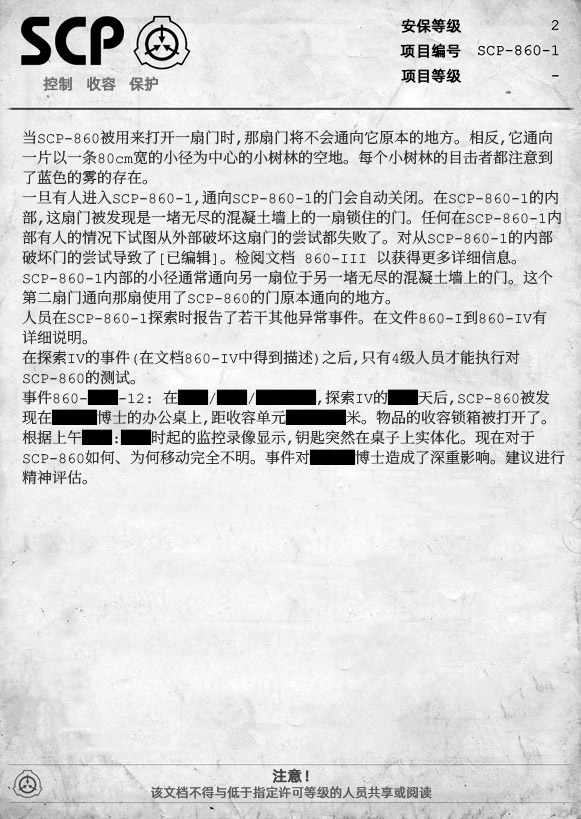 SCP
控制 收容 保护
安保等级 2
项目编号 SCP-860-1
项目等级 -
当SCP-860被用来打开一扇门时,那扇门将不会通向它原本的地方。相反,它通向
一片以一条80cm宽的小径为中心的小树林的空地。每个小树林的目击者都注意到
了蓝色的雾的存在。
一旦有人进入SCP-860-1,通向SCP-860-1的门会自动关闭。在SCP-860-1的内
部,这扇门被发现是一堵无尽的混凝土墙上的一扇锁住的门。任何在SCP-860-1内
部有人的情况下试图从外部破坏这扇门的尝试都失败了。对从SCP-860-1的内部
破坏门的尝试导致了[已编辑]。检阅文档 860-III 以获得更多详细信息。
SCP-860-1内部的小径通常通向另一扇位于另一堵无尽的混凝土墙上的门。这个
第二扇门通向那扇使用了SCP-860的门原本通向的地方。
人员在SCP-860-1探索时报告了若干其他异常事件。在文件860-I到860-IV有
详细说明。
在探索IV的事件(在文档860-IV中得到描述)之后,只有4级人员才能执行对
SCP-860的测试。
事件860-███-12: 在███/███/██████,探索IV的███天后,SCP-860被发
现在█████博士的办公桌上,距收容单元██████米。物品的收容锁箱被打开了。
根据上午███:███时起的监控录像显示,钥匙突然在桌子上实体化。现在对于
SCP-860如何、为何移动完全不明。事件对█████博士造成了深重影响。建议进行
精神评估。
注意!
该文档不得与低于指定许可等级的人员共享或阅读